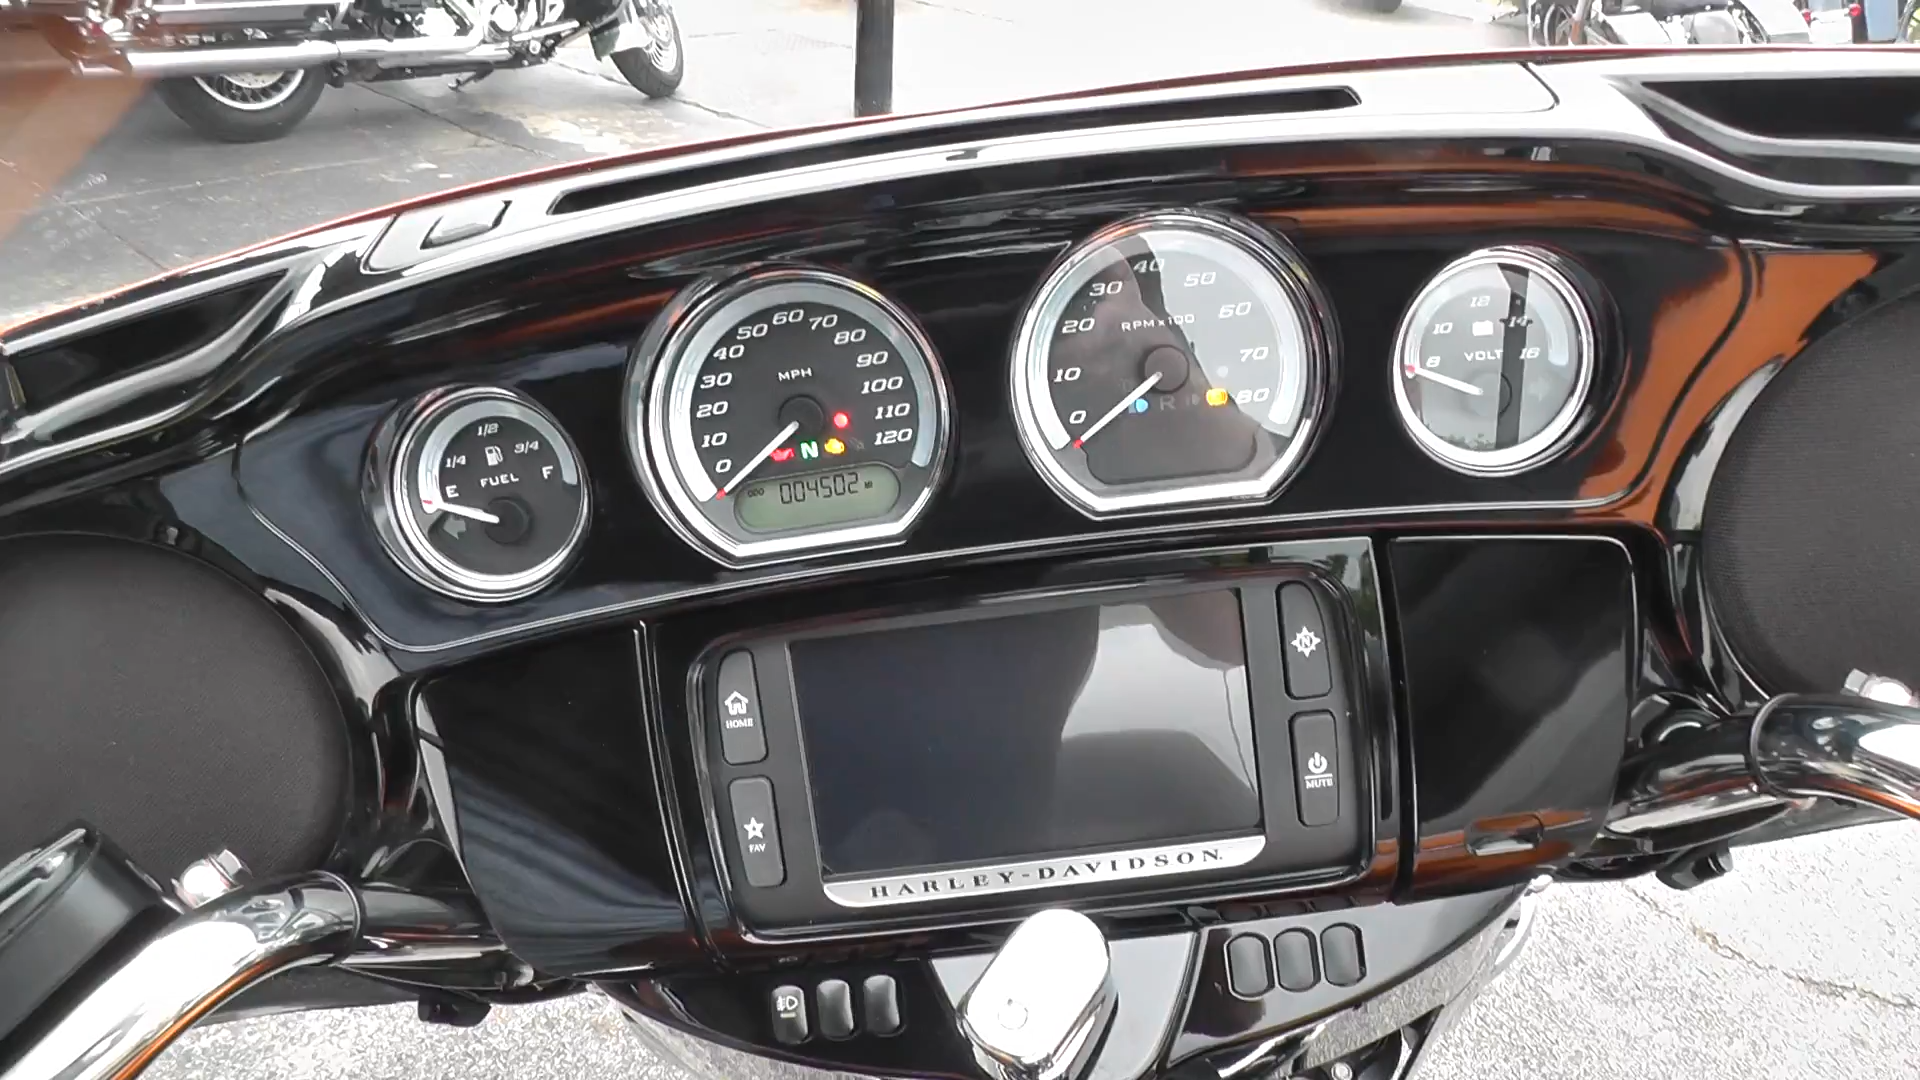 1/2
1/4 3/4
E FUEL F
0 10 20 30 40 50 60 70 80 90 100 110 120
MPH
N
ODO 004502
0 10 20 30 40 50 60 70 80
RPM x100
R
8 10 12 14 16
VOLT
HOME
FAV
N
MUTE
HARLEY-DAVIDSON